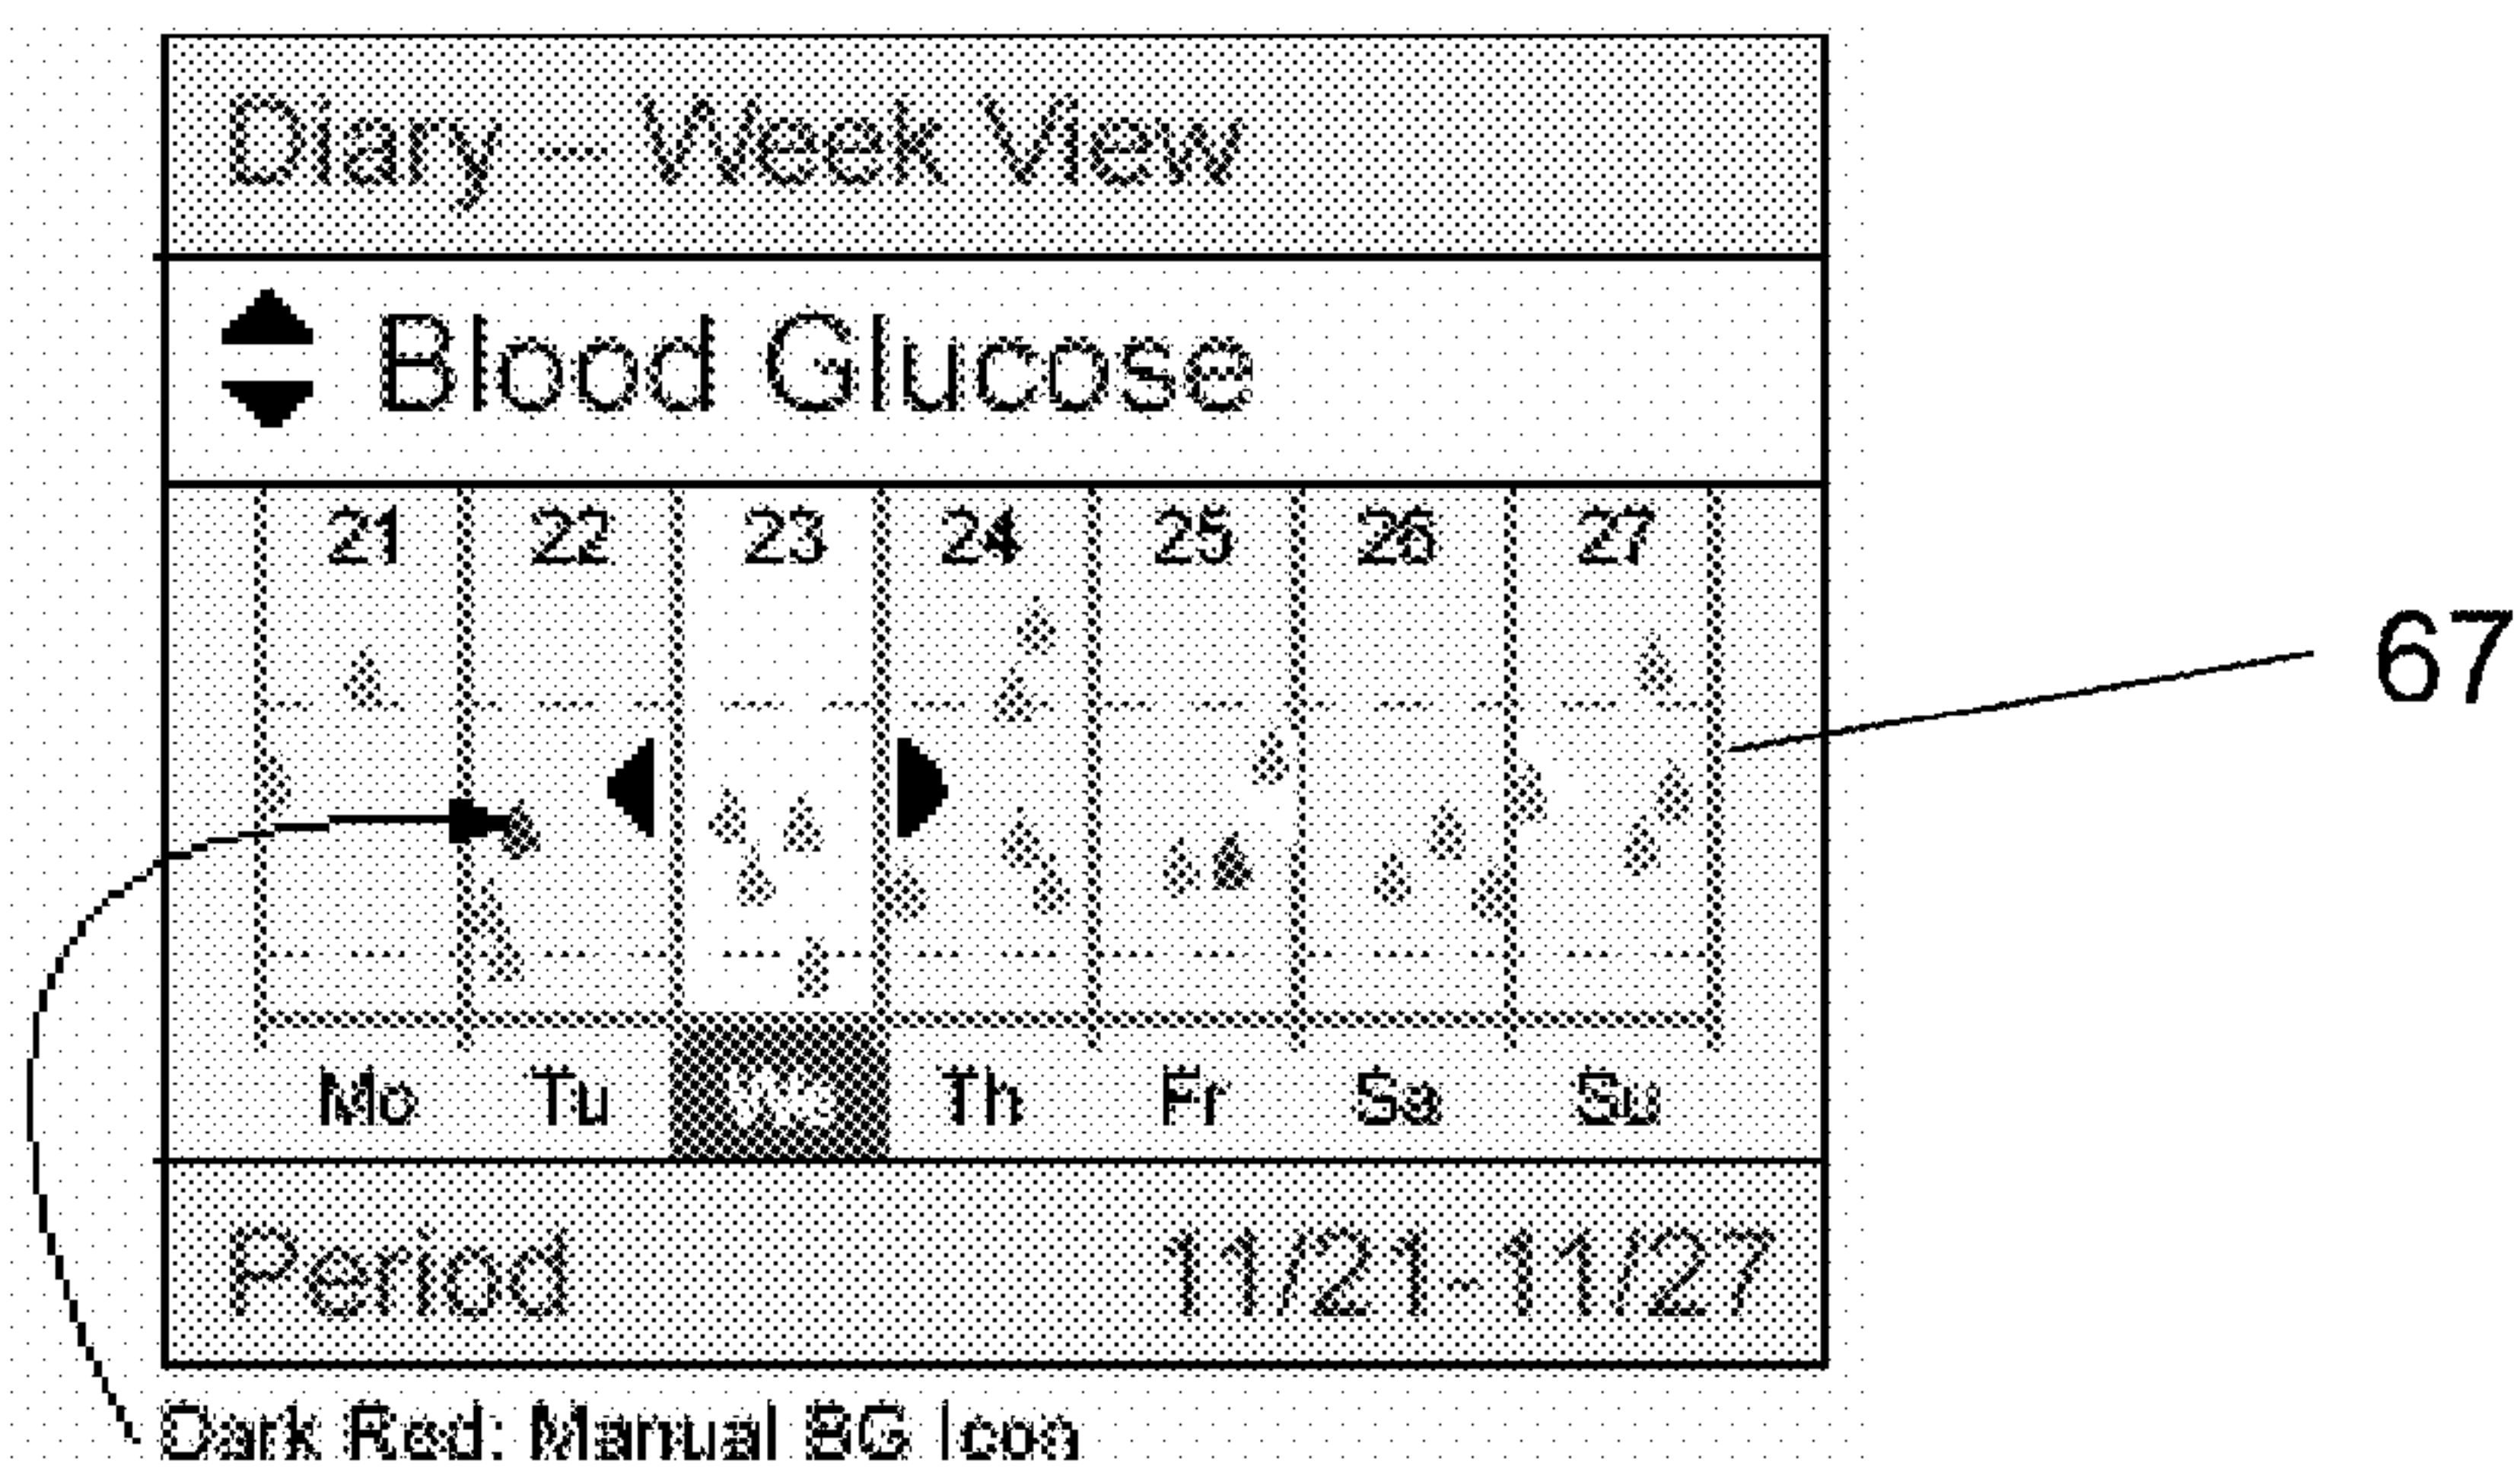 Diary – Week View
Blood Glucose
21 22 23 24 25 26 27
67
Mo Tu We Th Fr Sa Su
Period 11/21-11/27
Dark Red: Manual BG Icon